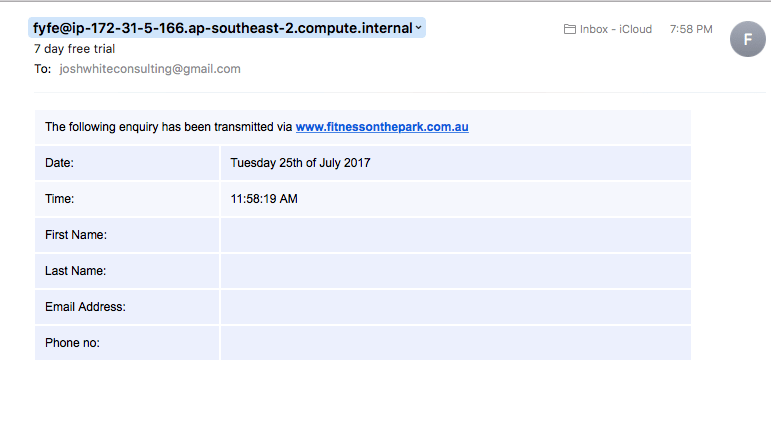 fyfe@ip-172-31-5-166.ap-southeast-2.compute.internal
Inbox - iCloud
7:58 PM
F
7 day free trial
To: joshwhiteconsulting@gmail.com
The following enquiry has been transmitted via www.fitnessonthepark.com.au
Date: Tuesday 25th of July 2017
Time: 11:58:19 AM
First Name:
Last Name:
Email Address:
Phone no: